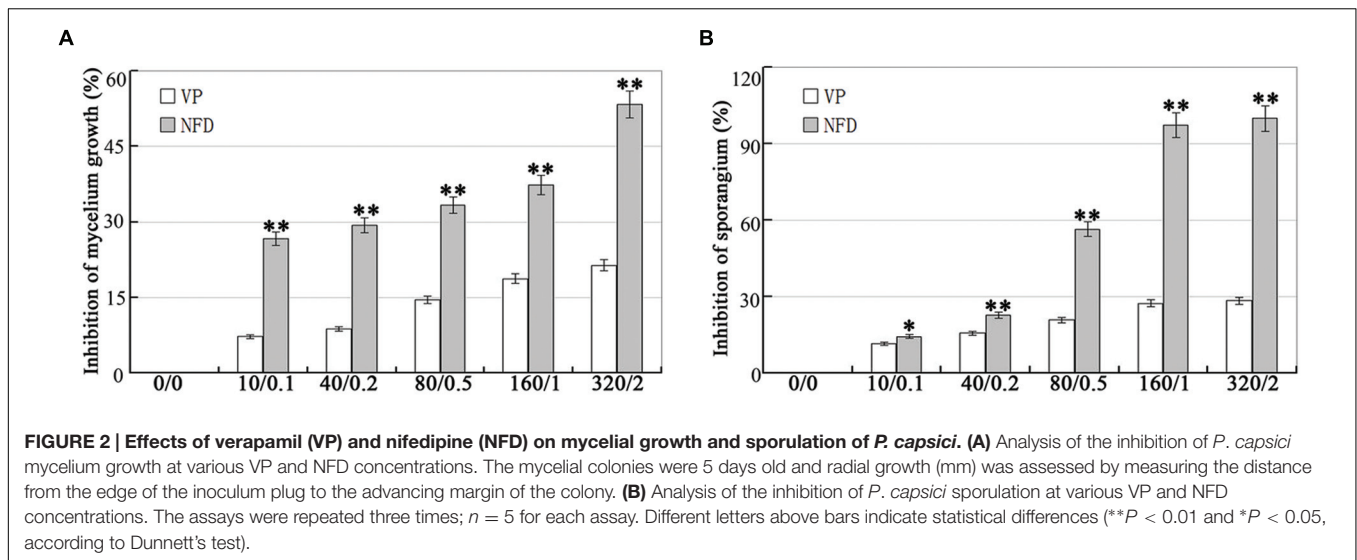 A
Inhibition of mycelium growth (%)
60
45
30
15
0
VP
NFD
**
**
**
**
**
0/0 10/0.1 40/0.2 80/0.5 160/1 320/2
B
Inhibition of sporangium (%)
120
90
60
30
0
VP
NFD
*
**
**
**
**
0/0 10/0.1 40/0.2 80/0.5 160/1 320/2
FIGURE 2 | Effects of verapamil (VP) and nifedipine (NFD) on mycelial growth and sporulation of P. capsici. (A) Analysis of the inhibition of P. capsici
mycelium growth at various VP and NFD concentrations. The mycelial colonies were 5 days old and radial growth (mm) was assessed by measuring the distance
from the edge of the inoculum plug to the advancing margin of the colony. (B) Analysis of the inhibition of P. capsici sporulation at various VP and NFD
concentrations. The assays were repeated three times; n = 5 for each assay. Different letters above bars indicate statistical differences (**P < 0.01 and *P < 0.05,
according to Dunnett's test).